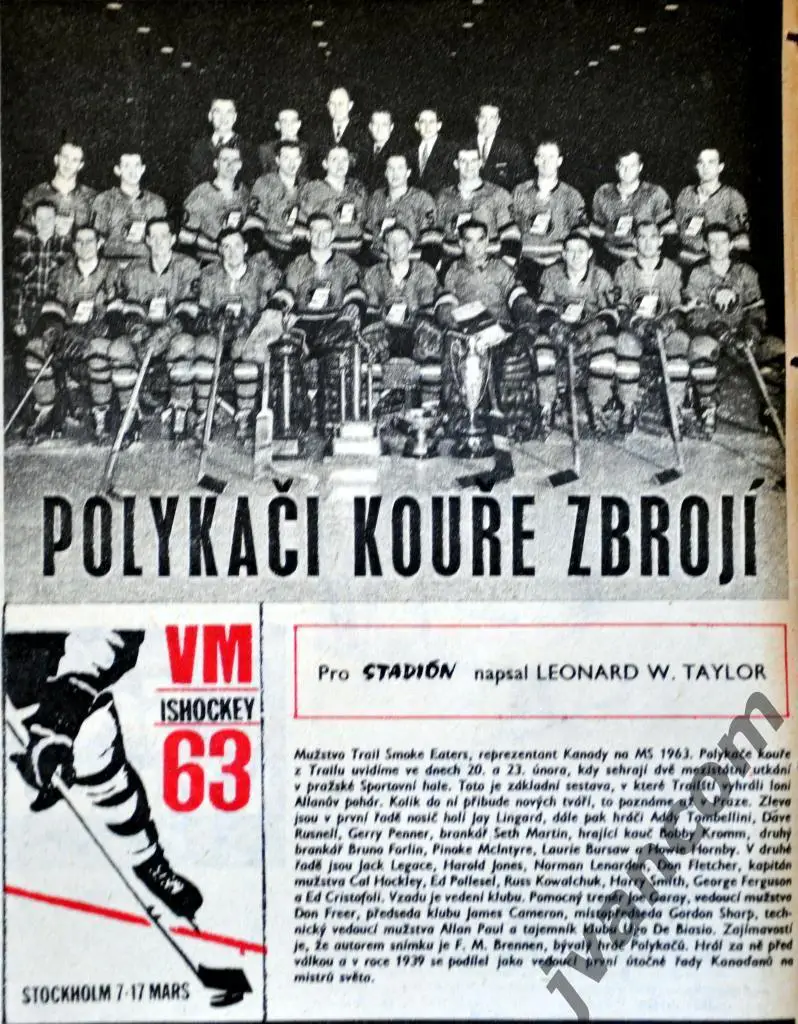 POLYKAČI KOUŘE ZBROJÍ
VM
ISHOCKEY
63
STOCKHOLM 7-17 MARS
Pro STADIÓN napsal LEONARD W. TAYLOR
Mužstvo Trail Smoke Eaters, reprezentant Kanady na MS 1963. Polykače kouře
z Trailu uvidíme ve dnech 20. a 23. února, kdy sehrají dvě mezistátní utkání
v pražské Sportovní hale. Toto je základní sestava, v které Trailští vyhráli loni
Allanův pohár. Kolik do ní přibude nových tváří, to poznáme v Praze. Zleva
jsou v první řadě nosič holí Jay Lingard, dále pak hráči Addy Tambellini, Dave
Rusnell, Gerry Penner, brankář Seth Martin, hrající kauč Bobby Kromm, druhý
brankář Bruno Forlin, Pinoke McIntyre, Laurie Bursaw a Howie Hornby. V druhé
řadě jsou Jack Legace, Harold Jones, Norman Lenardon, Don Fletcher, kapitán
mužstva Cal Hockley, Ed Pollesel, Russ Kowalchuk, Harry Smith, George Ferguson
a Ed Cristofoli. Vzadu je vedení klubu. Pomocný trenér Joe Garay, vedoucí mužstva
Don Freer, předseda klubu James Cameron, místopředseda Gordon Sharp, tech-
nický vedoucí mužstva Allan Paul a tajemník klubu Ugo De Biasio. Zajímavostí
je, že autorem snímku je F. M. Brennen, bývalý hráč Polykačů. Hrál za ně před
válkou a v roce 1939 se podílel jako vedoucí první útočné řady Kanaďanů na
mistrů světa.
jvancom